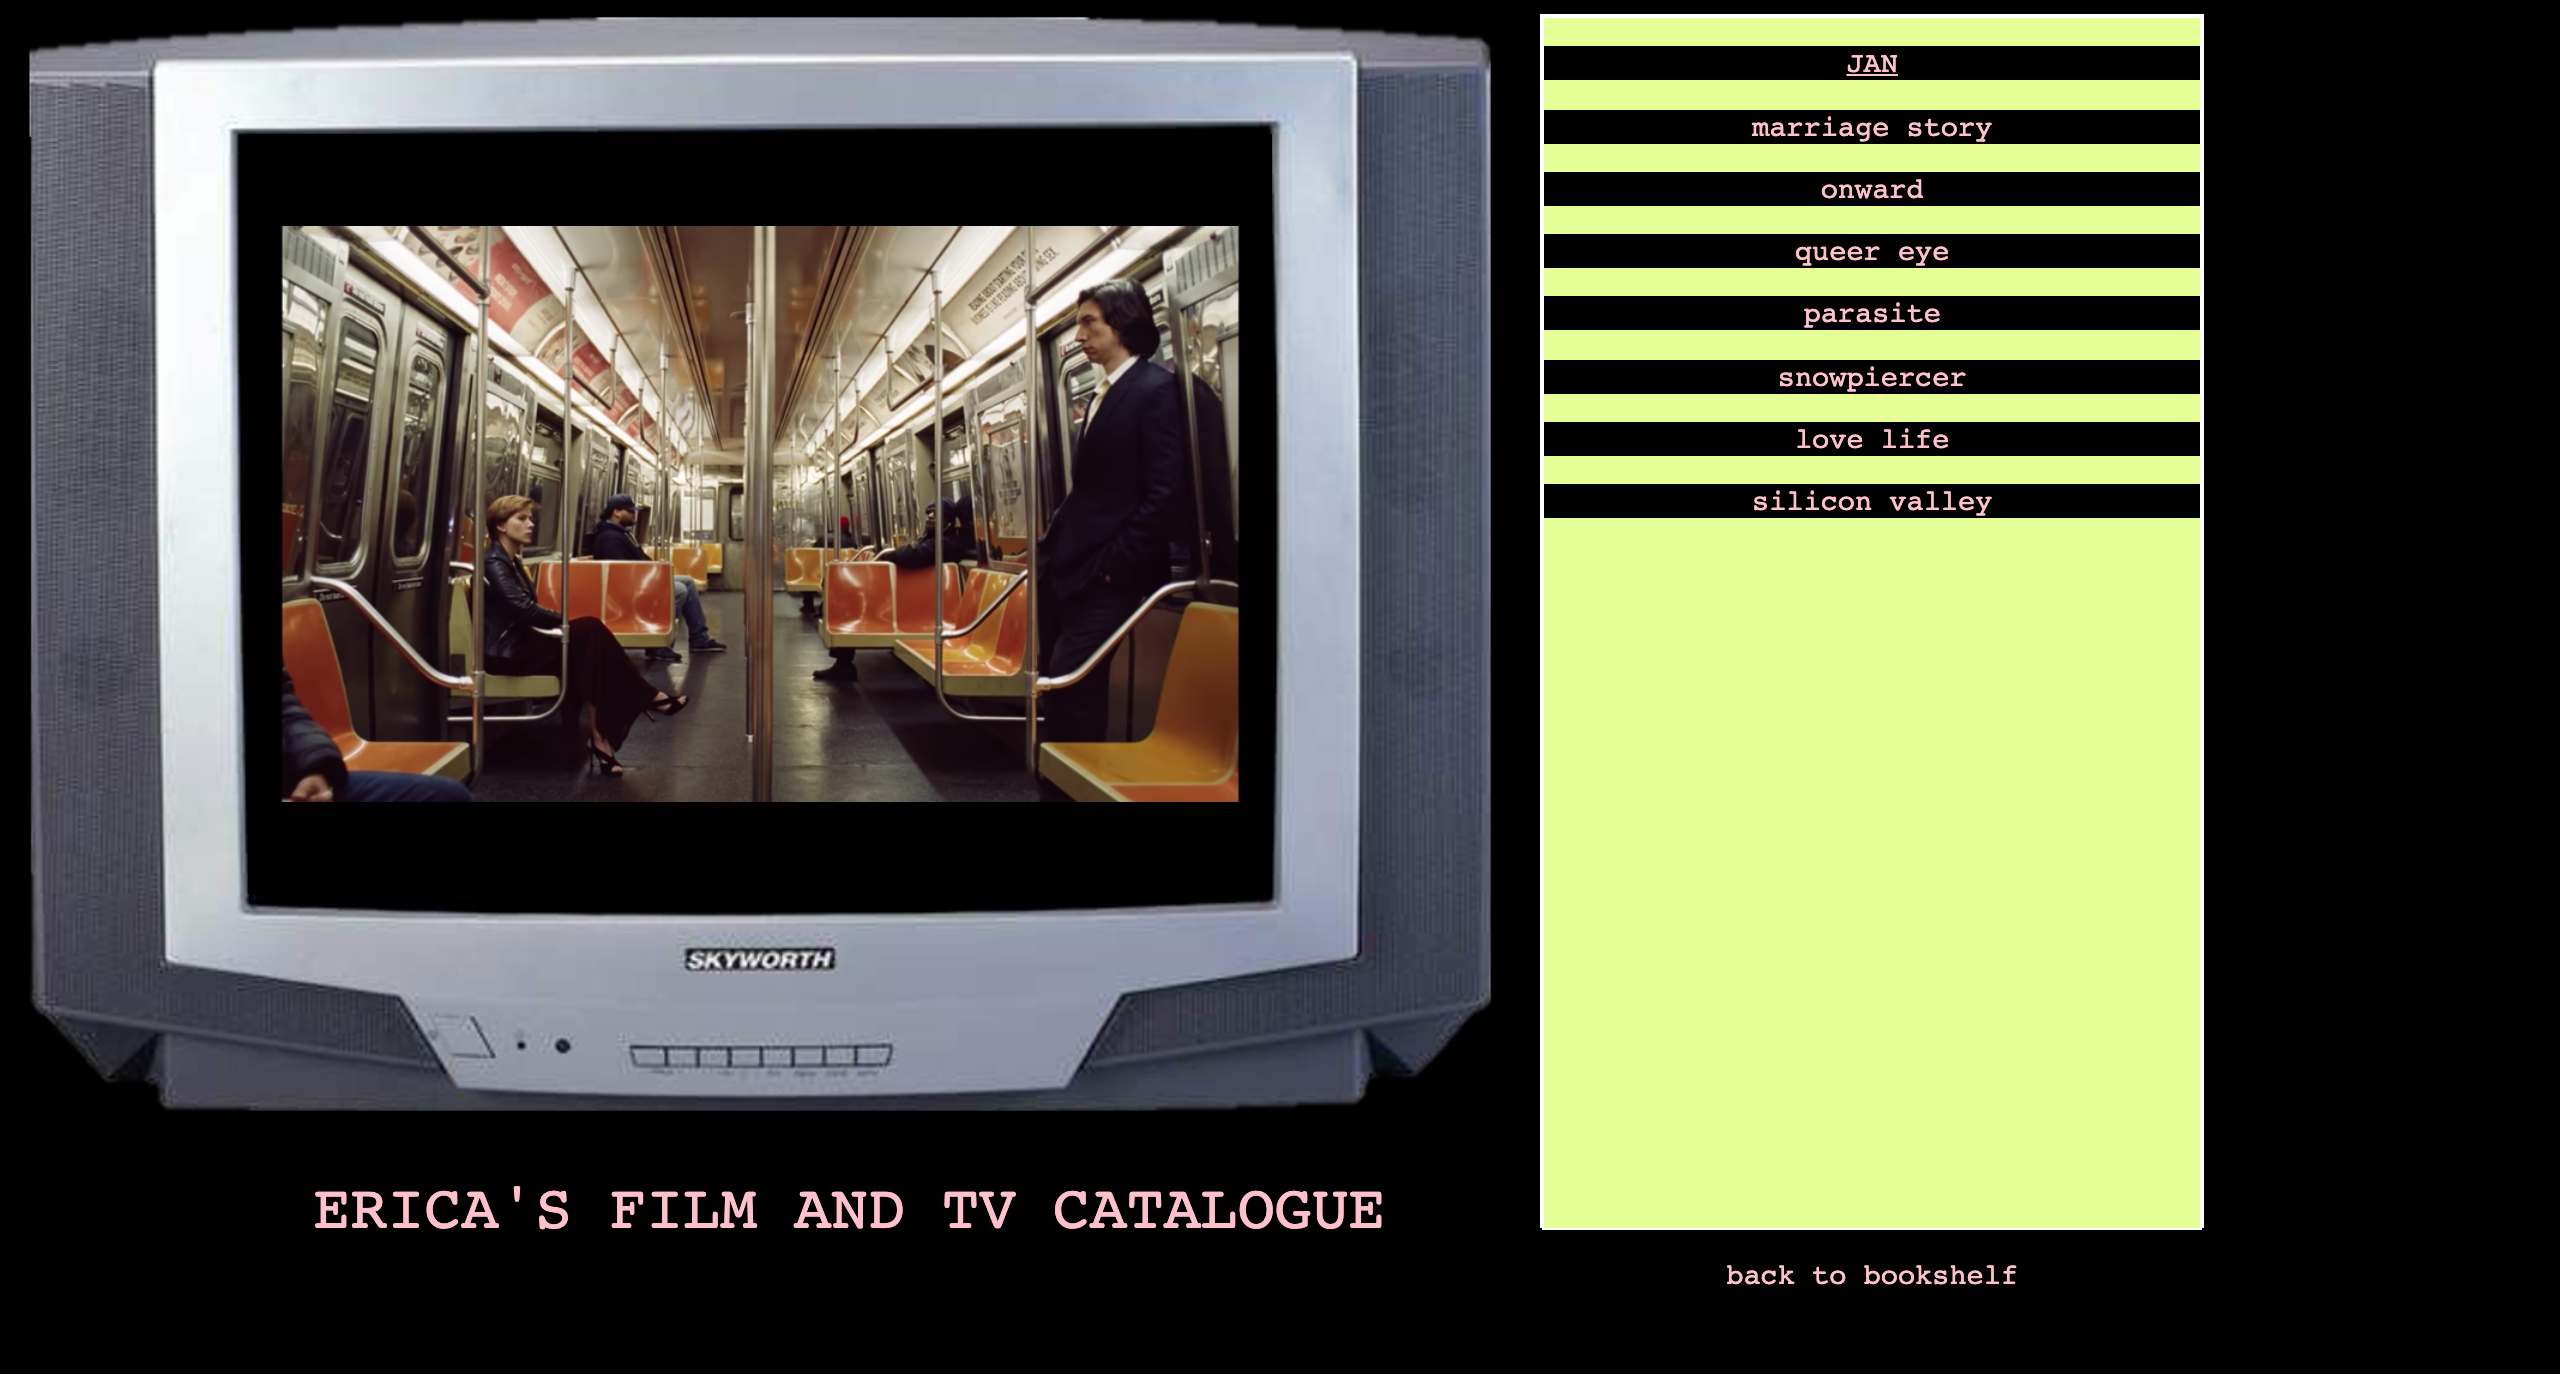 SKYWORTH
ERICA'S FILM AND TV CATALOGUE
JAN
marriage story
onward
queer eye
parasite
snowpiercer
love life
silicon valley
back to bookshelf